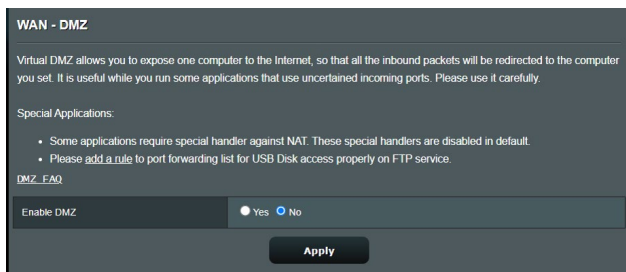 WAN - DMZ
Virtual DMZ allows you to expose one computer to the Internet, so that all the inbound packets will be redirected to the computer
you set. It is useful while you run some applications that use uncertained incoming ports. Please use it carefully.
Special Applications:
• Some applications require special handler against NAT. These special handlers are disabled in default.
• Please add a rule to port forwarding list for USB Disk access properly on FTP service.
DMZ FAQ
Enable DMZ Yes No
Apply